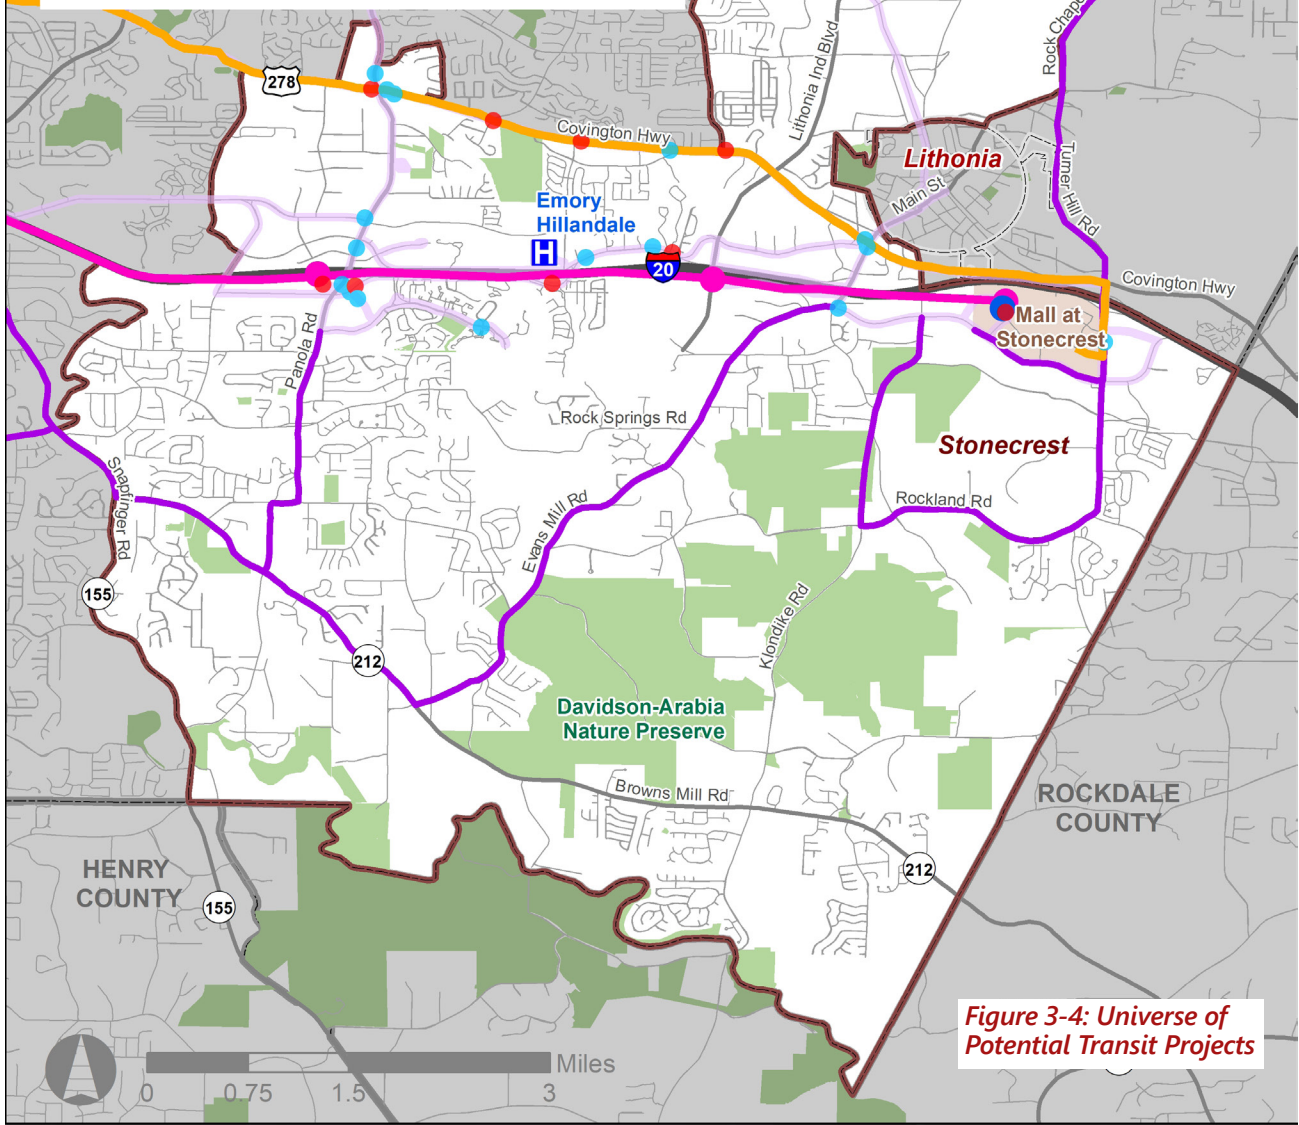 Rock Chape
278
Lithonia Ind Blvd
Covington Hwy
Lithonia
Main St
Turner Hill Rd
Emory
Hillandale
H
20
Covington Hwy
Mall at
Stonecrest
Panola Rd
Rock Springs Rd
Stonecrest
Snapfinger Rd
Rockland Rd
Evans Mill Rd
155
Klondike Rd
212
Davidson-Arabia
Nature Preserve
Browns Mill Rd
ROCKDALE
COUNTY
HENRY
COUNTY
212
155
Figure 3-4: Universe of
Potential Transit Projects
Miles
0 0.75 1.5 3